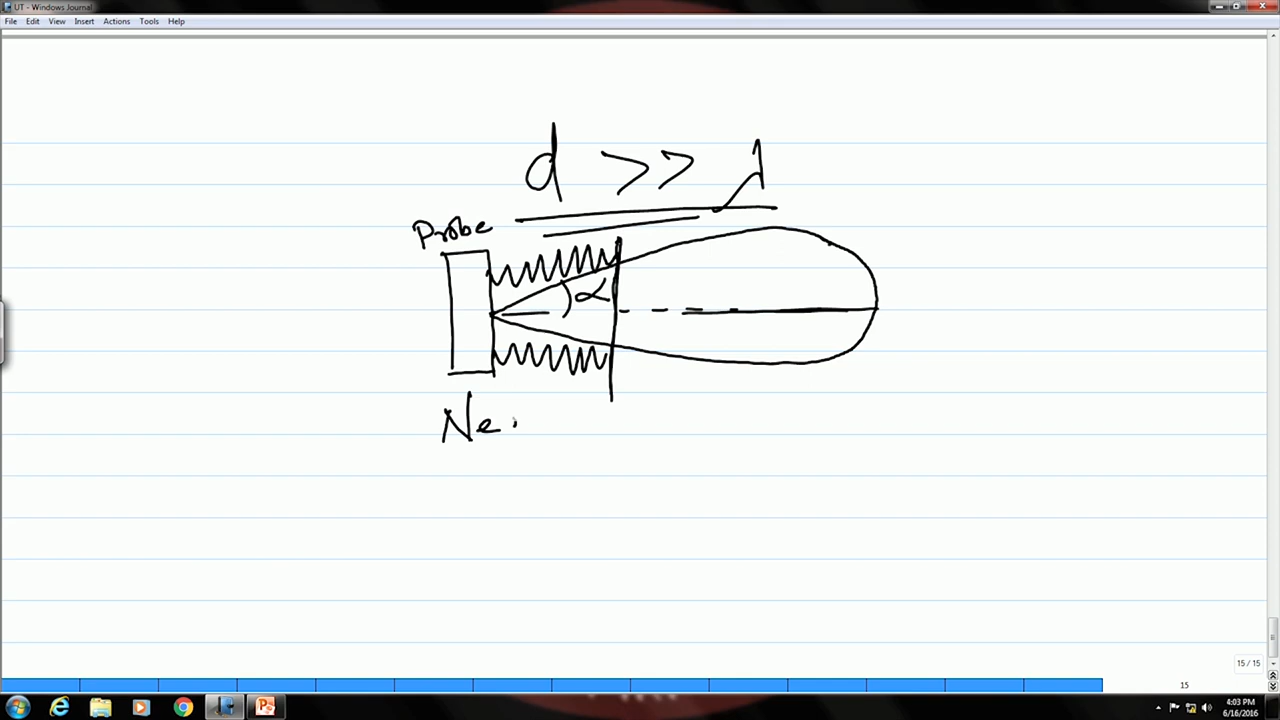 UT - Windows Journal
File Edit View Insert Actions Tools Help
d >> λ
Probe
α
Ne
15 / 15
15
4:03 PM
6/16/2016